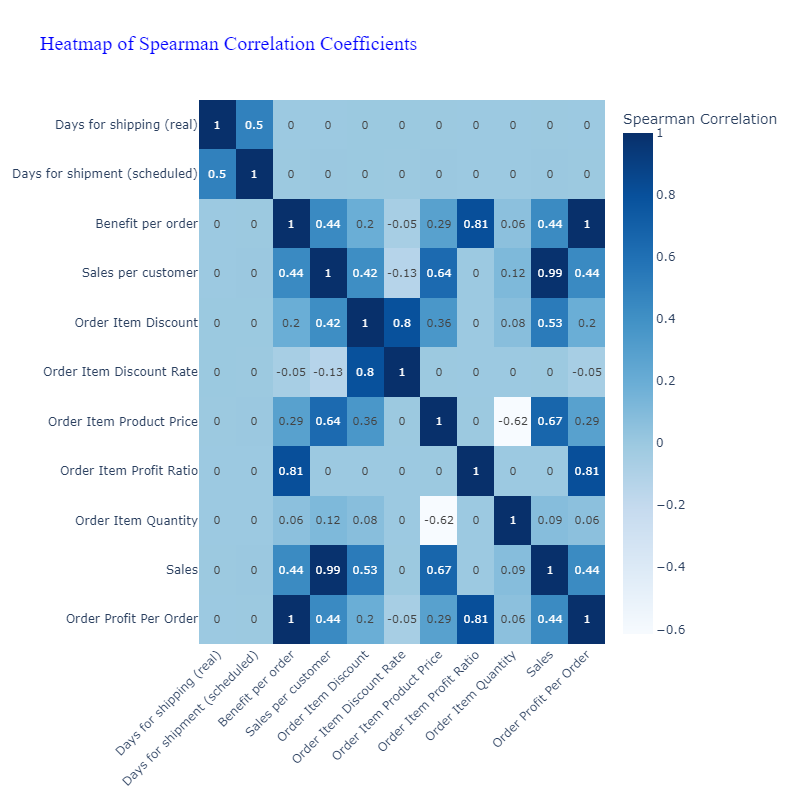 Heatmap of Spearman Correlation Coefficients
Spearman Correlation
Days for shipping (real) 1 0.5 0 0 0 0 0 0 0 0 0
Days for shipment (scheduled) 0.5 1 0 0 0 0 0 0 0 0 0
Benefit per order 0 0 1 0.44 0.2 -0.05 0.29 0.81 0.06 0.44 1
Sales per customer 0 0 0.44 1 0.42 -0.13 0.64 0 0.12 0.99 0.44
Order Item Discount 0 0 0.2 0.42 1 0.8 0.36 0 0.08 0.53 0.2
Order Item Discount Rate 0 0 -0.05 -0.13 0.8 1 0 0 0 0 -0.05
Order Item Product Price 0 0 0.29 0.64 0.36 0 1 0 -0.62 0.67 0.29
Order Item Profit Ratio 0 0 0.81 0 0 0 0 1 0 0 0.81
Order Item Quantity 0 0 0.06 0.12 0.08 0 -0.62 0 1 0.09 0.06
Sales 0 0 0.44 0.99 0.53 0 0.67 0 0.09 1 0.44
Order Profit Per Order 0 0 1 0.44 0.2 -0.05 0.29 0.81 0.06 0.44 1
Days for shipping (real)
Days for shipment (scheduled)
Benefit per order
Sales per customer
Order Item Discount
Order Item Discount Rate
Order Item Product Price
Order Item Profit Ratio
Order Item Quantity
Sales
Order Profit Per Order
1
0.8
0.6
0.4
0.2
0
−0.2
−0.4
−0.6